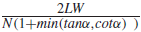 2LW
N(1+min(tanα,cotα) )